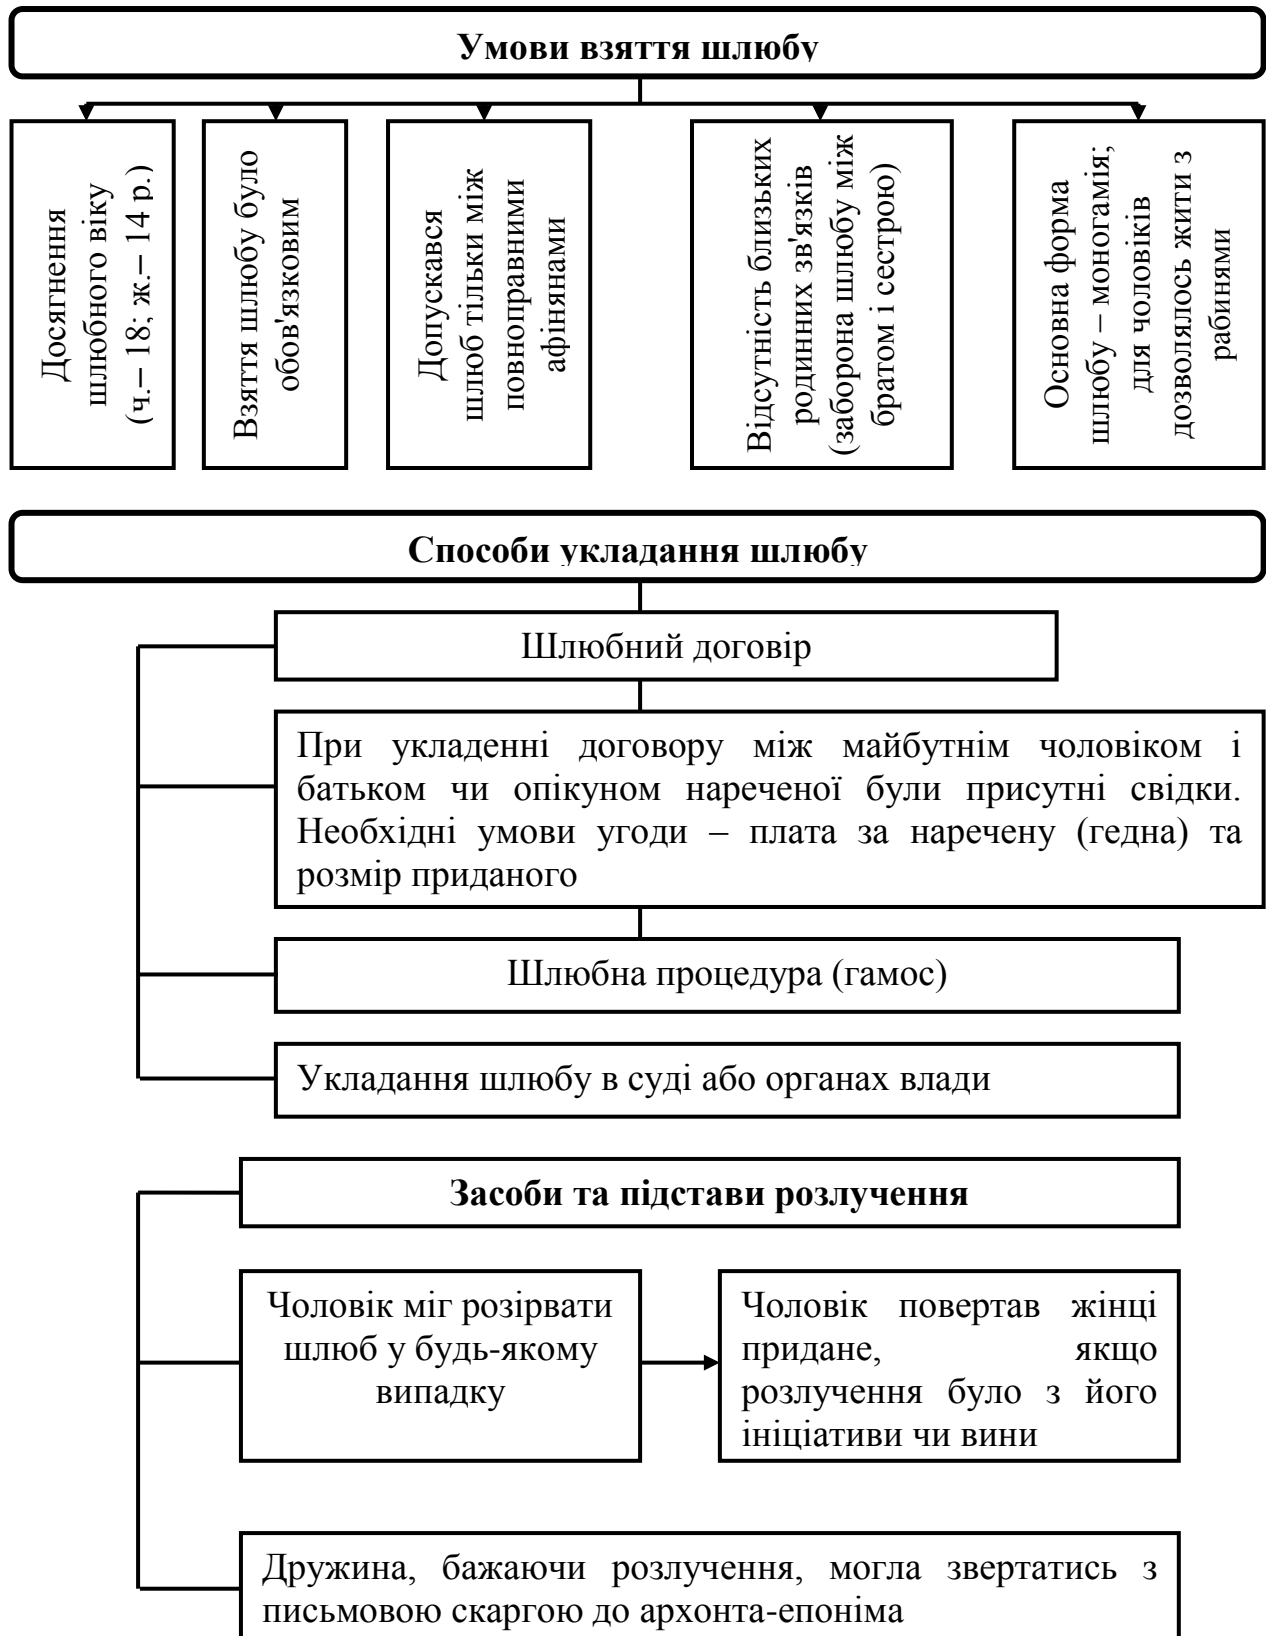 Умови взяття шлюбу
Досягнення
шлюбного віку
(ч.– 18; ж.– 14 р.)
Взяття шлюбу було
обов'язковим
Допускався
шлюб тільки між
повноправними
афінянами
Відсутність близьких
родинних зв'язків
(заборона шлюбу між
братом і сестрою)
Основна форма
шлюбу – моногамія;
для чоловіків
дозволялось жити з
рабинями
Способи укладання шлюбу
Шлюбний договір
При укладенні договору між майбутнім чоловіком і
батьком чи опікуном нареченої були присутні свідки.
Необхідні умови угоди – плата за наречену (гедна) та
розмір приданого
Шлюбна процедура (гамос)
Укладання шлюбу в суді або органах влади
Засоби та підстави розлучення
Чоловік міг розірвати
шлюб у будь-якому
випадку
Чоловік повертав жінці
придане, якщо
розлучення було з його
ініціативи чи вини
Дружина, бажаючи розлучення, могла звертатись з
письмовою скаргою до архонта-епоніма